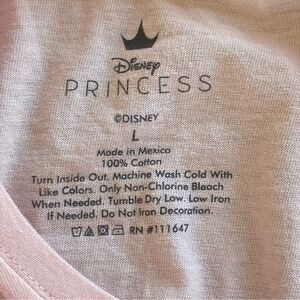 Disney
PRINCESS
©DISNEY
L
Made in Mexico
100% Cotton
Turn Inside Out. Machine Wash Cold With
Like Colors. Only Non-Chlorine Bleach
When Needed. Tumble Dry Low. Low Iron
If Needed. Do Not Iron Decoration.
RN #111647